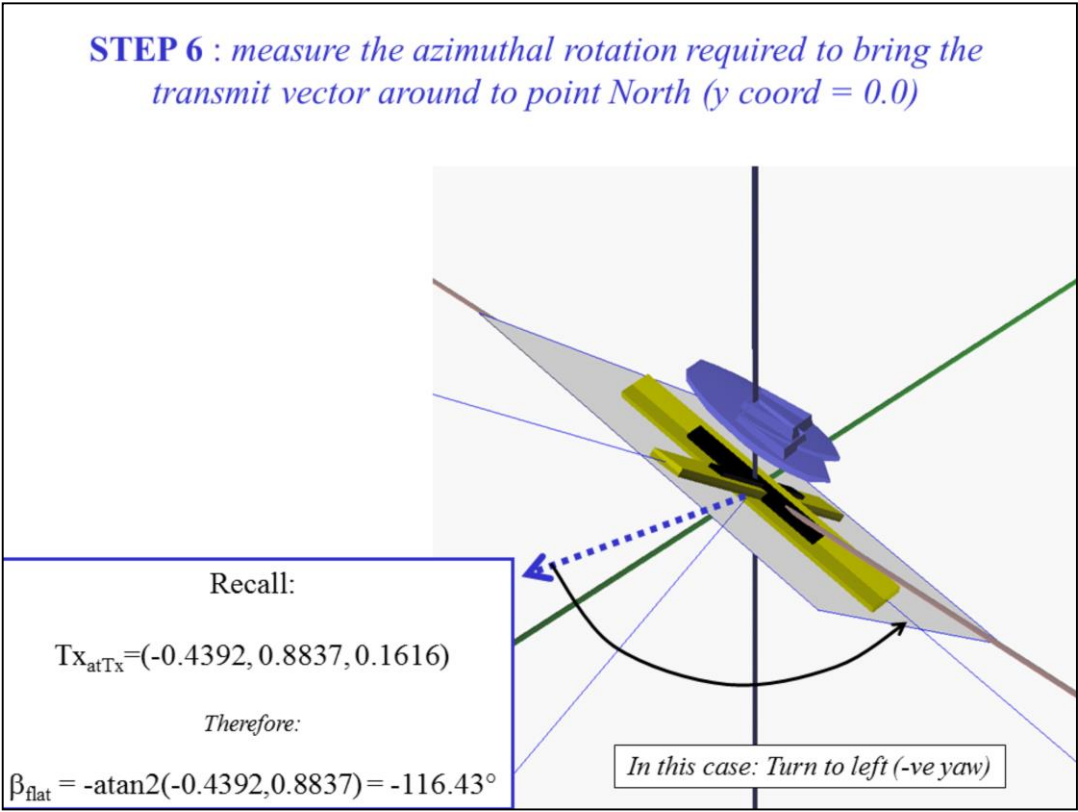 STEP 6 : measure the azimuthal rotation required to bring the
transmit vector around to point North (y coord = 0.0)
Recall:
Tx_atTx=(-0.4392, 0.8837, 0.1616)
Therefore:
β_flat = -atan2(-0.4392,0.8837) = -116.43°
In this case: Turn to left (-ve yaw)